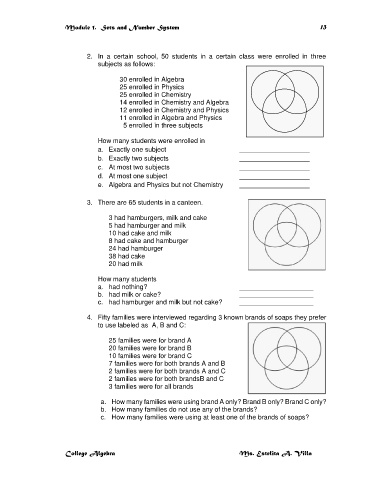 Module 1. Sets and Number System 13
2. In a certain school, 50 students in a certain class were enrolled in three
subjects as follows:
30 enrolled in Algebra
25 enrolled in Physics
25 enrolled in Chemistry
14 enrolled in Chemistry and Algebra
12 enrolled in Chemistry and Physics
11 enrolled in Algebra and Physics
5 enrolled in three subjects
How many students were enrolled in
a. Exactly one subject
b. Exactly two subjects
c. At most two subjects
d. At most one subject
e. Algebra and Physics but not Chemistry
3. There are 65 students in a canteen.
3 had hamburgers, milk and cake
5 had hamburger and milk
10 had cake and milk
8 had cake and hamburger
24 had hamburger
38 had cake
20 had milk
How many students
a. had nothing?
b. had milk or cake?
c. had hamburger and milk but not cake?
4. Fifty families were interviewed regarding 3 known brands of soaps they prefer
to use labeled as A, B and C:
25 families were for brand A
20 families were for brand B
10 families were for brand C
7 families were for both brands A and B
2 families were for both brands A and C
2 families were for both brandsB and C
3 families were for all brands
a. How many families were using brand A only? Brand B only? Brand C only?
b. How many families do not use any of the brands?
c. How many families were using at least one of the brands of soaps?
College Algebra Ms. Estelita A. Villa